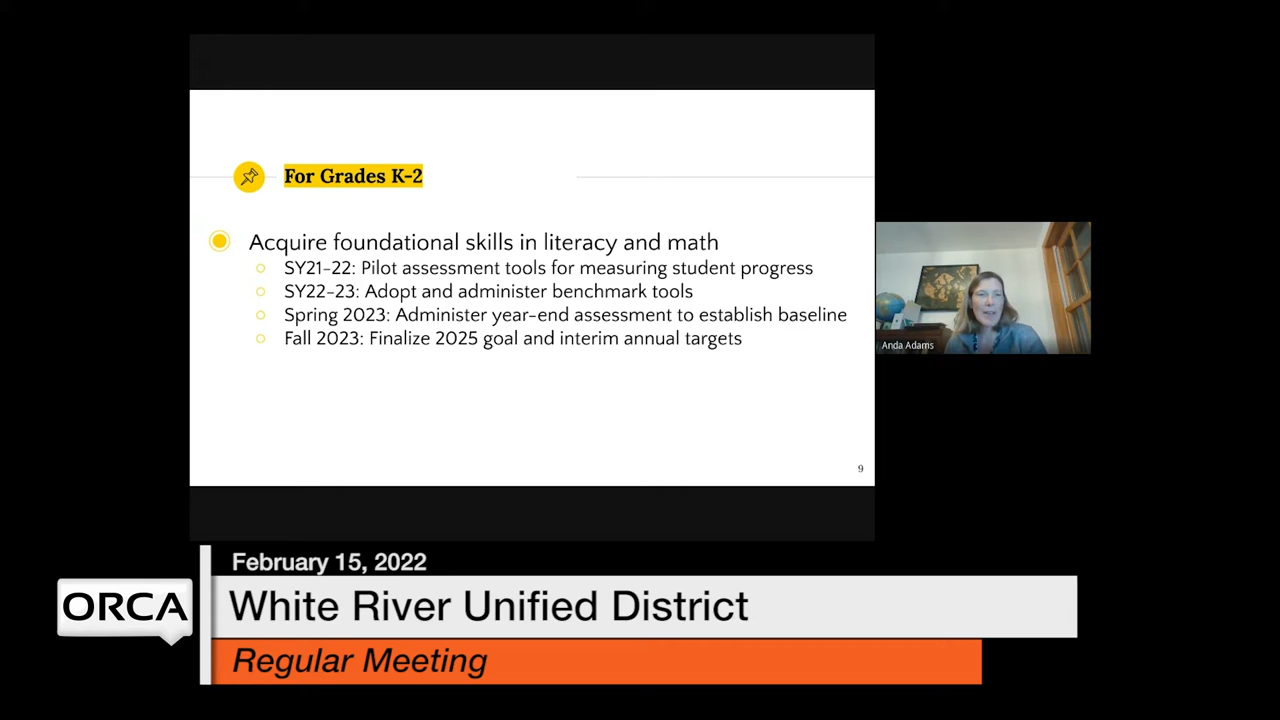 For Grades K-2
Acquire foundational skills in literacy and math
SY21-22: Pilot assessment tools for measuring student progress
SY22-23: Adopt and administer benchmark tools
Spring 2023: Administer year-end assessment to establish baseline
Fall 2023: Finalize 2025 goal and interim annual targets
9
Anda Adams
February 15, 2022
ORCA
White River Unified District
Regular Meeting